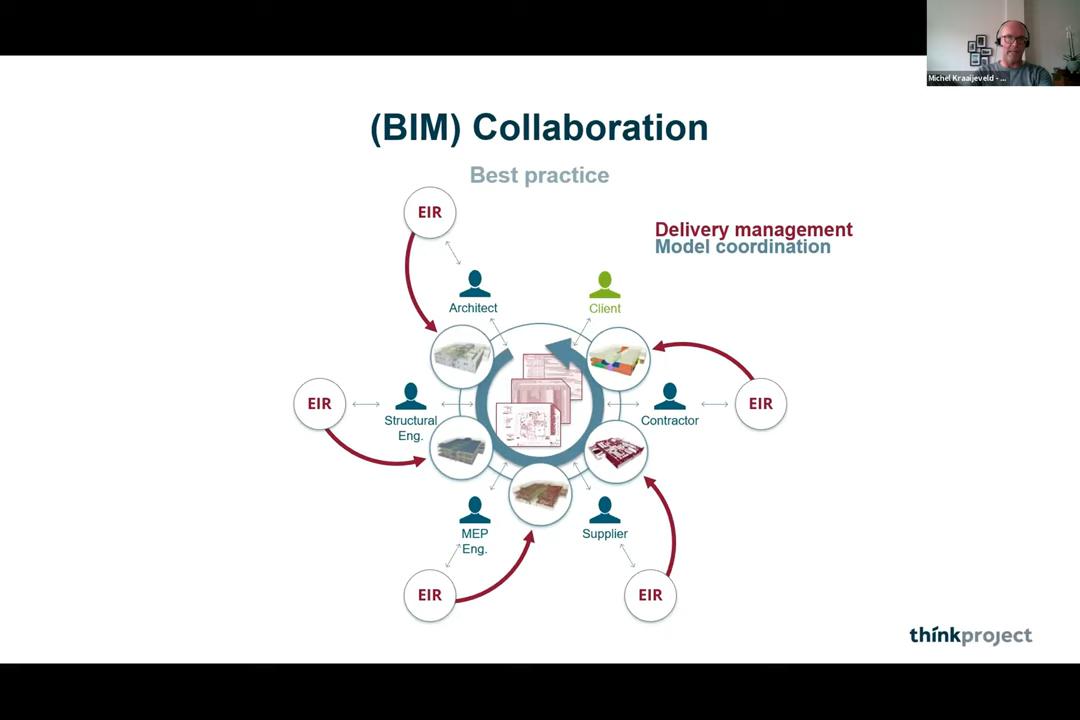 Michel Kraaijeveld - ...
(BIM) Collaboration
Best practice
EIR
Delivery management
Model coordination
Architect
Client
EIR
Structural
Eng.
Contractor
EIR
MEP
Eng.
Supplier
EIR
EIR
thinkproject